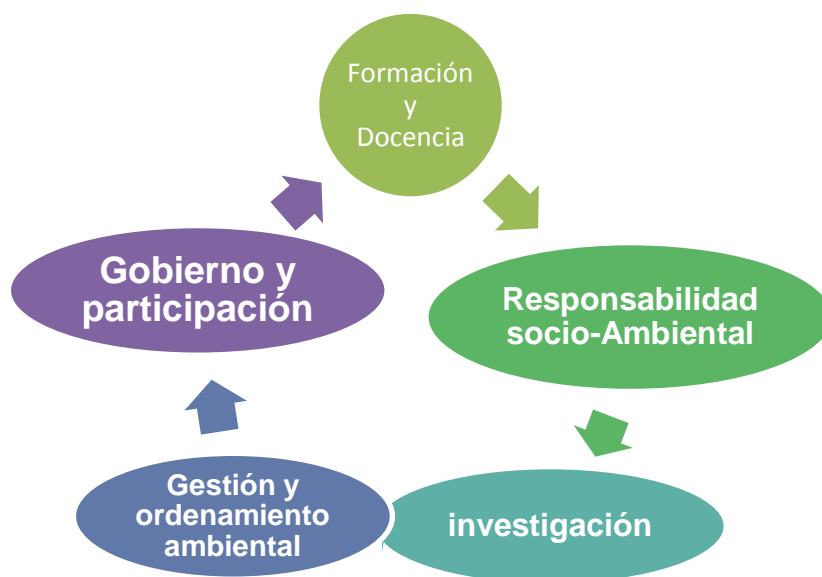 Formación
y
Docencia
Gobierno y
participación
Responsabilidad
socio-Ambiental
Gestión y
ordenamiento
ambiental
investigación